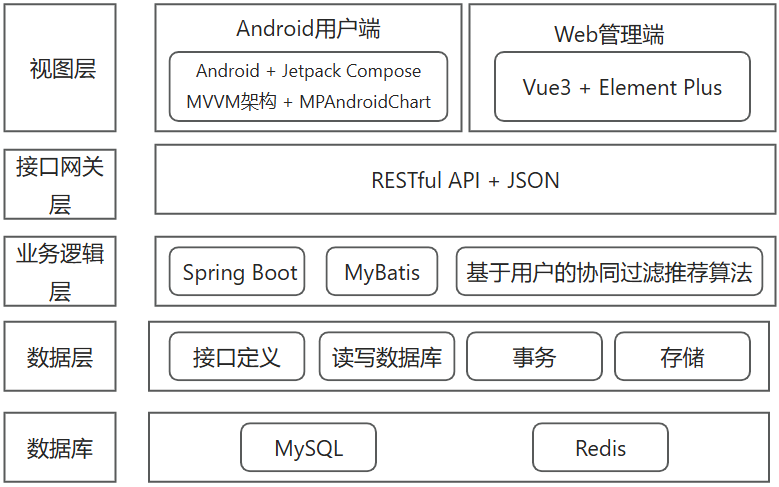 视图层
Android用户端
Android + Jetpack Compose
MVVM架构 + MPAndroidChart
Web管理端
Vue3 + Element Plus
接口网关
层
RESTful API + JSON
业务逻辑
层
Spring Boot
MyBatis
基于用户的协同过滤推荐算法
数据层
接口定义
读写数据库
事务
存储
数据库
MySQL
Redis